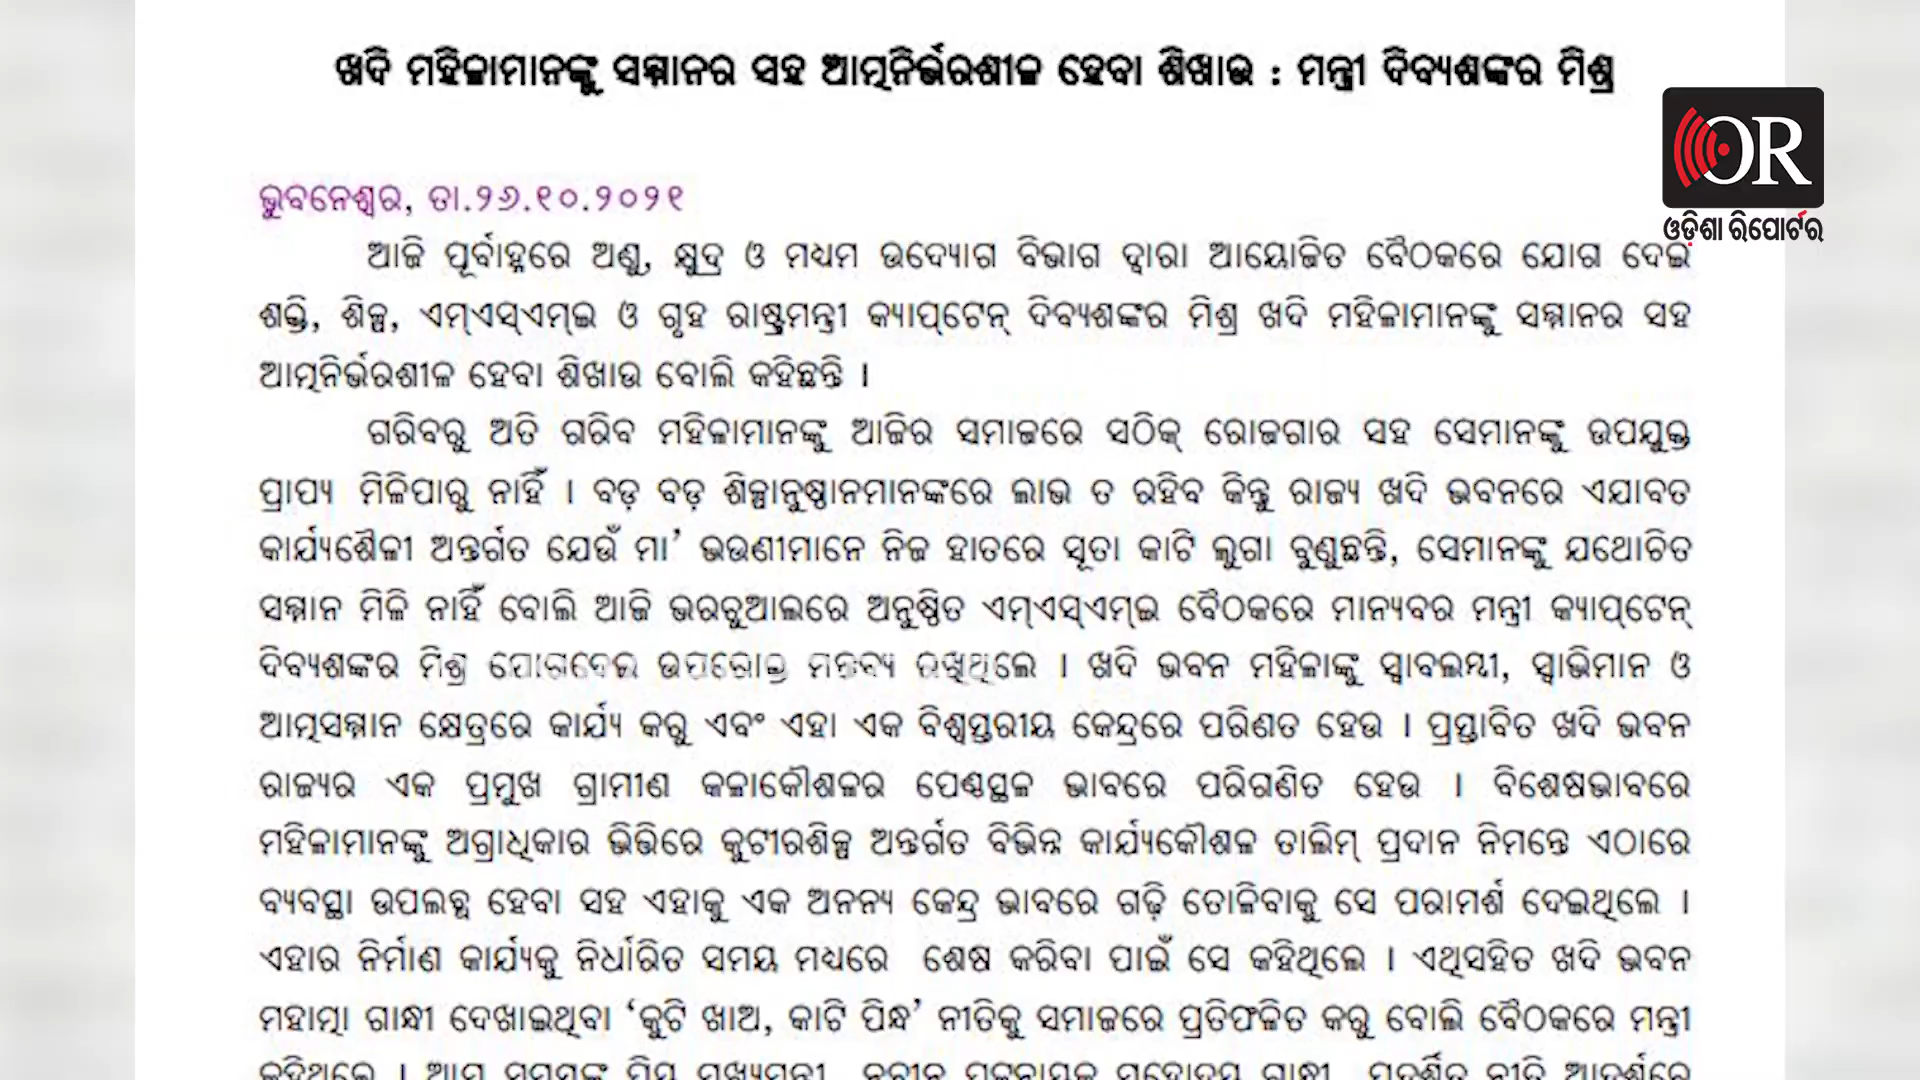 ଖଦି ମହିଳାମାନଙ୍କୁ ସମ୍ମାନର ସହ ଆତ୍ମନିର୍ଭରଶୀଳ ହେବା ଶିଖାଉ : ମନ୍ତ୍ରୀ ଦିବ୍ୟଶଙ୍କର ମିଶ୍ର
OR
ଓଡ଼ିଶା ରିପୋର୍ଟର
ଭୁବନେଶ୍ୱର, ତା.୨୬.୧୦.୨୦୨୧
ଆଜି ପୂର୍ବାହ୍ନରେ ଅଣୁ, କ୍ଷୁଦ୍ର ଓ ମଧ୍ୟମ ଉଦ୍ୟୋଗ ବିଭାଗ ଦ୍ୱାରା ଆୟୋଜିତ ବୈଠକରେ ଯୋଗ ଦେଇ
ଶକ୍ତି, ଶିଳ୍ପ, ଏମ୍ଏସ୍ଏମ୍ଇ ଓ ଗୃହ ରାଷ୍ଟ୍ରମନ୍ତ୍ରୀ କ୍ୟାପ୍ଟେନ୍ ଦିବ୍ୟଶଙ୍କର ମିଶ୍ର ଖଦି ମହିଳାମାନଙ୍କୁ ସମ୍ମାନର ସହ
ଆତ୍ମନିର୍ଭରଶୀଳ ହେବା ଶିଖାଉ ବୋଲି କହିଛନ୍ତି ।
ଗରିବରୁ ଅତି ଗରିବ ମହିଳାମାନଙ୍କୁ ଆଜିର ସମାଜରେ ସଠିକ୍ ରୋଜଗାର ସହ ସେମାନଙ୍କୁ ଉପଯୁକ୍ତ
ପ୍ରାପ୍ୟ ମିଳିପାରୁ ନାହିଁ । ବଡ଼ ବଡ଼ ଶିଳ୍ପାନୁଷ୍ଠାନମାନଙ୍କରେ ଲାଭ ତ ରହିବ କିନ୍ତୁ ରାଜ୍ୟ ଖଦି ଭବନରେ ଏଯାବତ
କାର୍ଯ୍ୟଶୈଳୀ ଅନ୍ତର୍ଗତ ଯେଉଁ ମା’ ଭଉଣୀମାନେ ନିଜ ହାତରେ ସୂତା କାଟି ଲୁଗା ବୁଣୁଛନ୍ତି, ସେମାନଙ୍କୁ ଯଥୋଚିତ
ସମ୍ମାନ ମିଳି ନାହିଁ ବୋଲି ଆଜି ଭରଚୁଆଲରେ ଅନୁଷ୍ଠିତ ଏମ୍ଏସ୍ଏମ୍ଇ ବୈଠକରେ ମାନ୍ୟବର ମନ୍ତ୍ରୀ କ୍ୟାପ୍ଟେନ୍
ଦିବ୍ୟଶଙ୍କର ମିଶ୍ର ଯୋଗଦେଇ ଉପରୋକ୍ତ ମନ୍ତବ୍ୟ ରଖିଥିଲେ । ଖଦି ଭବନ ମହିଳାଙ୍କୁ ସ୍ୱାବଲମ୍ବୀ, ସ୍ୱାଭିମାନ ଓ
ଆତ୍ମସମ୍ମାନ କ୍ଷେତ୍ରରେ କାର୍ଯ୍ୟ କରୁ ଏବଂ ଏହା ଏକ ବିଶ୍ୱସ୍ତରୀୟ କେନ୍ଦ୍ରରେ ପରିଣତ ହେଉ । ପ୍ରସ୍ତାବିତ ଖଦି ଭବନ
ରାଜ୍ୟର ଏକ ପ୍ରମୁଖ ଗ୍ରାମୀଣ କଳାକୌଶଳର ପେଣ୍ଠସ୍ଥଳ ଭାବରେ ପରିଗଣିତ ହେଉ । ବିଶେଷଭାବରେ
ମହିଳାମାନଙ୍କୁ ଅଗ୍ରାଧିକାର ଭିତ୍ତିରେ କୁଟୀରଶିଳ୍ପ ଅନ୍ତର୍ଗତ ବିଭିନ୍ନ କାର୍ଯ୍ୟକୌଶଳ ତାଲିମ୍ ପ୍ରଦାନ ନିମନ୍ତେ ଏଠାରେ
ବ୍ୟବସ୍ଥା ଉପଲବ୍ଧ ହେବା ସହ ଏହାକୁ ଏକ ଅନନ୍ୟ କେନ୍ଦ୍ର ଭାବରେ ଗଢ଼ି ତୋଳିବାକୁ ସେ ପରାମର୍ଶ ଦେଇଥିଲେ ।
ଏହାର ନିର୍ମାଣ କାର୍ଯ୍ୟକୁ ନିର୍ଧାରିତ ସମୟ ମଧ୍ୟରେ ଶେଷ କରିବା ପାଇଁ ସେ କହିଥିଲେ । ଏଥିସହିତ ଖଦି ଭବନ
ମହାତ୍ମା ଗାନ୍ଧୀ ଦେଖାଇଥିବା ‘କୁଟି ଖାଅ, କାଟି ପିନ୍ଧ’ ନୀତିକୁ ସମାଜରେ ପ୍ରତିଫଳିତ କରୁ ବୋଲି ବୈଠକରେ ମନ୍ତ୍ରୀ